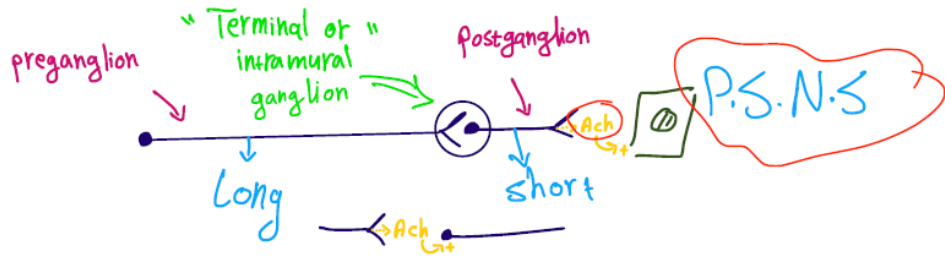 preganglion
" Terminal or "
intramural
ganglion
postganglion
Ach
+
P.S.N.S
Long
short
Ach
+